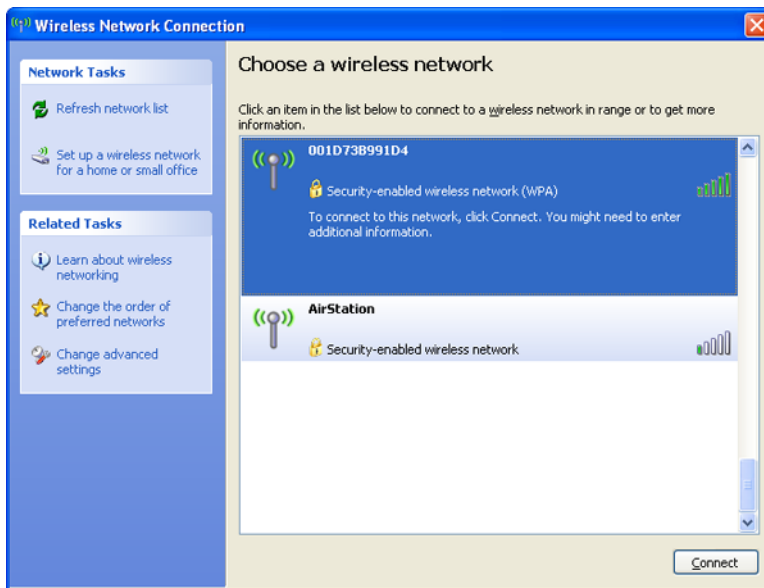 Wireless Network Connection
Network Tasks
Refresh network list
Set up a wireless network
for a home or small office
Related Tasks
Learn about wireless
networking
Change the order of
preferred networks
Change advanced
settings
Choose a wireless network
Click an item in the list below to connect to a wireless network in range or to get more
information.
001D73B991D4
Security-enabled wireless network (WPA)
To connect to this network, click Connect. You might need to enter
additional information.
AirStation
Security-enabled wireless network
Connect